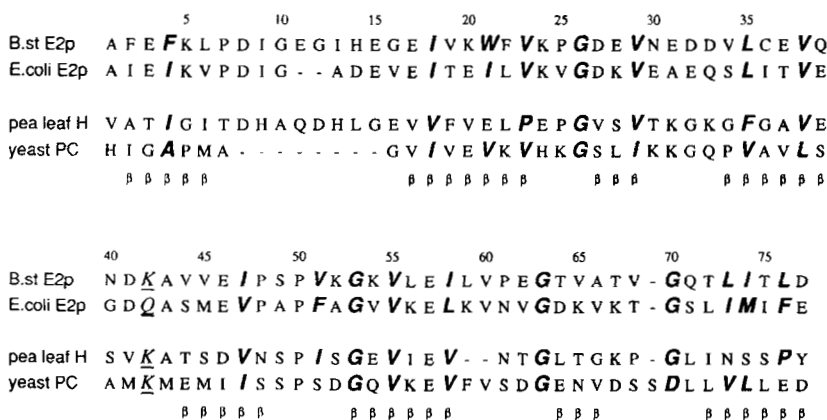 5 10 15 20 25 30 35
B.st E2p A F E F K L P D I G E G I H E G E I V K W F V K P G D E V N E D D V L C E V Q
E.coli E2p A I E I K V P D I G - - A D E V E I T E I L V K V G D K V E A E Q S L I T V E
pea leaf H V A T I G I T D H A Q D H L G E V V F V E L P E P G V S V T K G K G F G A V E
yeast PC H I G A P M A - - - - - - - - G V I V E V K V H K G S L I K K G Q P V A V L S
β β β β β β β β β β β β β β β β β β β
40 45 50 55 60 65 70 75
B.st E2p N D K A V V E I P S P V K G K V L E I L V P E G T V A T V - G Q T L I T L D
E.coli E2p G D Q A S M E V P A P F A G V V K E L K V N V G D K V K T - G S L I M I F E
pea leaf H S V K A T S D V N S P I S G E V I E V - - N T G L T G K P - G L I N S S P Y
yeast PC A M K M E M I I S S P S D G Q V K E V F V S D G E N V D S S D L L V L L E D
β β β β β β β β β β β β β β β β β β β